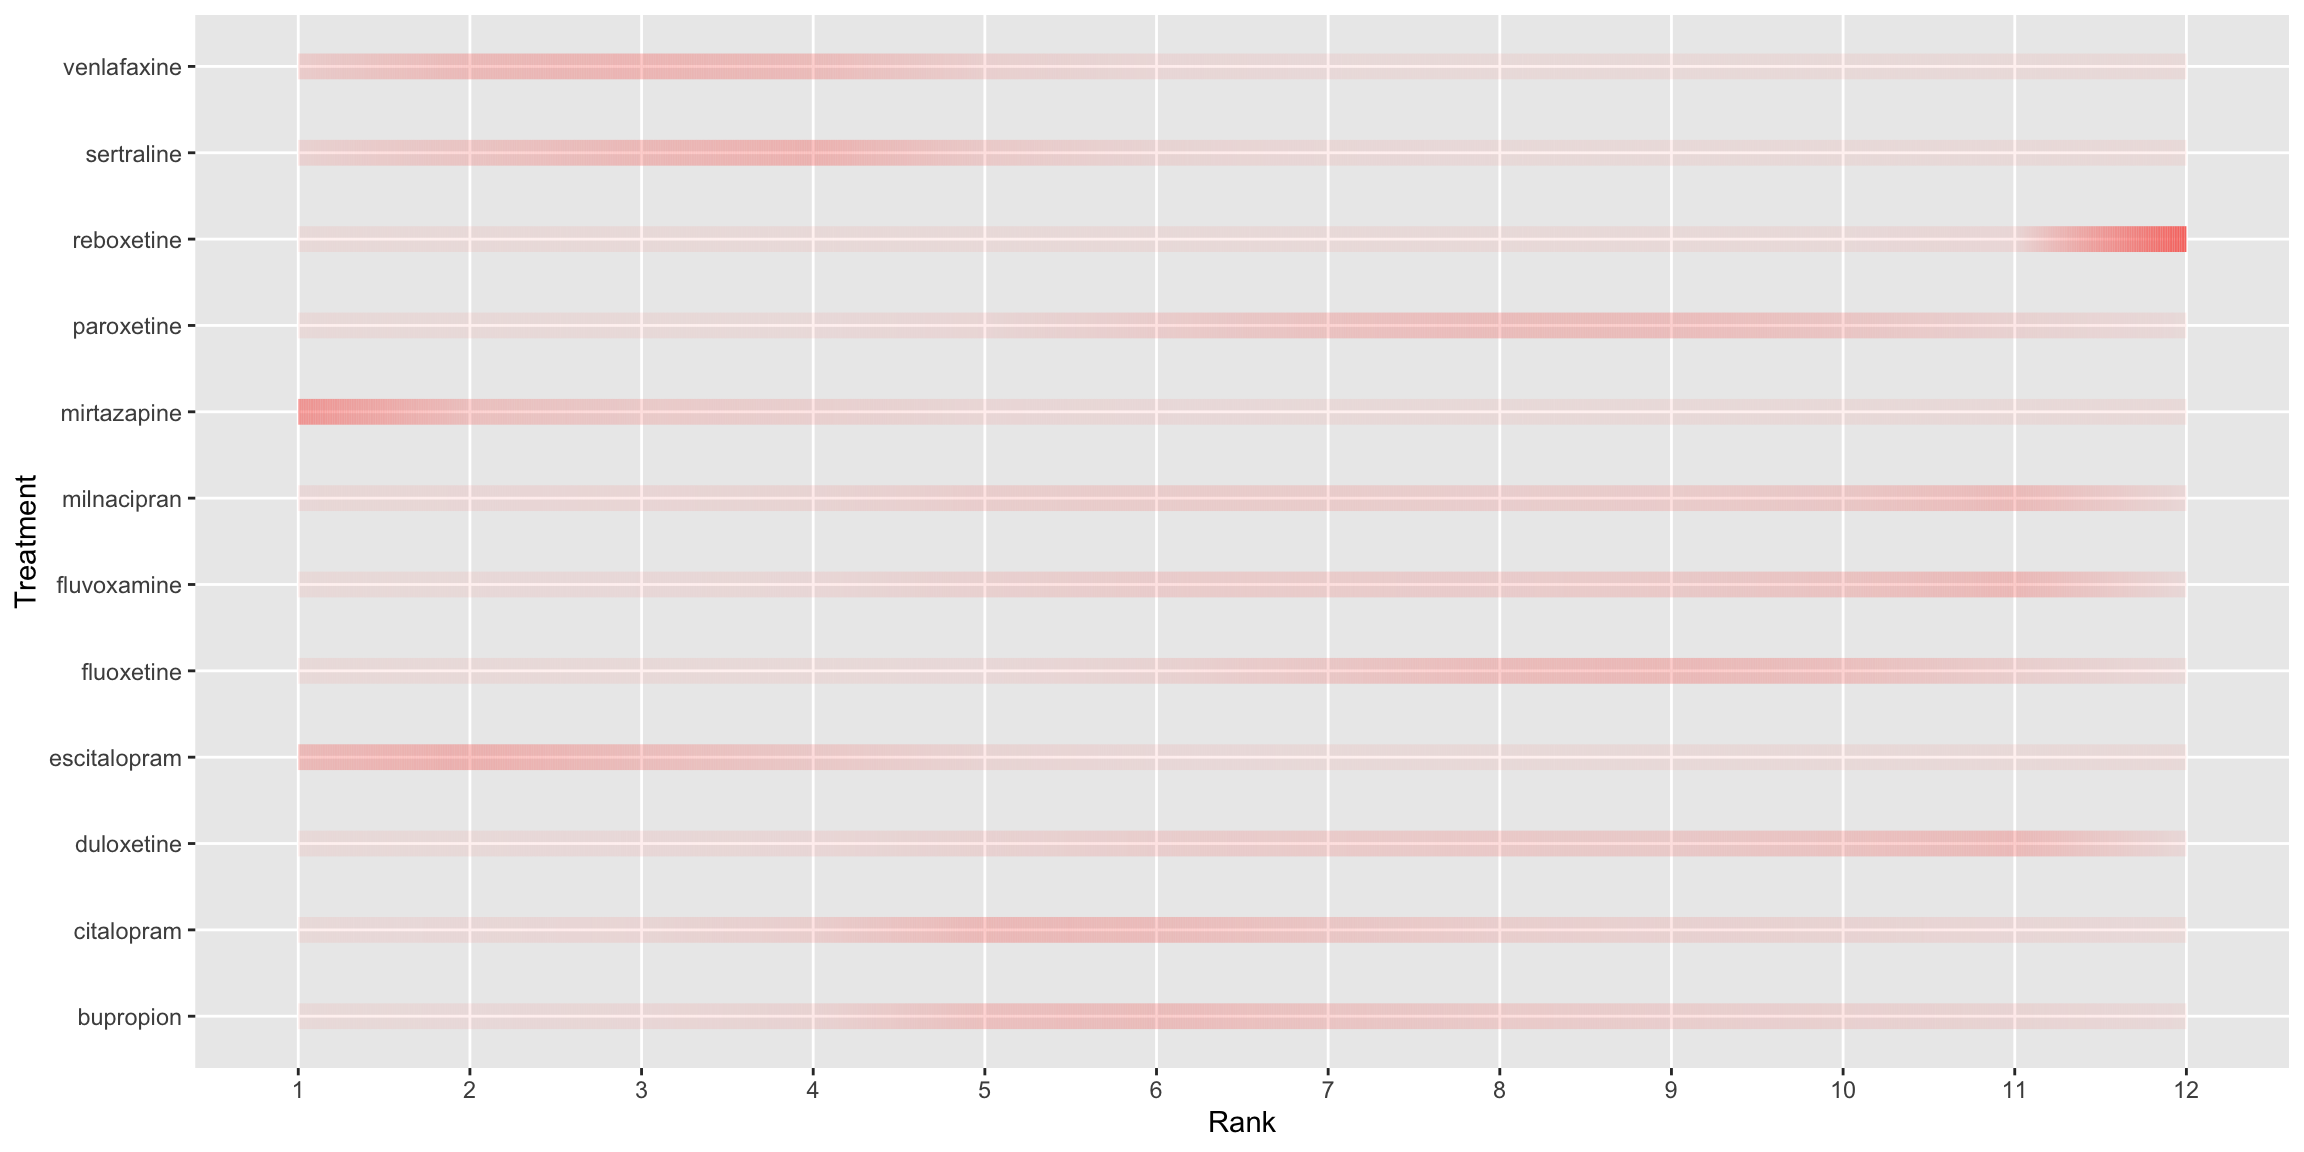 venlafaxine
sertraline
reboxetine
paroxetine
mirtazapine
milnacipran
fluvoxamine
fluoxetine
escitalopram
duloxetine
citalopram
bupropion
Treatment
1 2 3 4 5 6 7 8 9 10 11 12
Rank